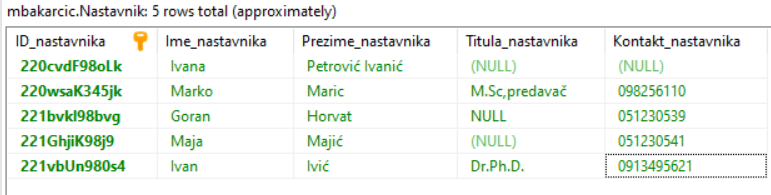 mbakarcic.Nastavnik: 5 rows total (approximately)
ID_nastavnika Ime_nastavnika Prezime_nastavnika Titula_nastavnika Kontakt_nastavnika
220cvdF98oLk Ivana Petrović Ivanić (NULL) (NULL)
220wsaK345jk Marko Maric M.Sc,predavač 098256110
221bvkl98bvg Goran Horvat NULL 051230539
221GhjiK98j9 Maja Majić (NULL) 051230541
221vbUn980s4 Ivan Ivić Dr.Ph.D. 0913495621